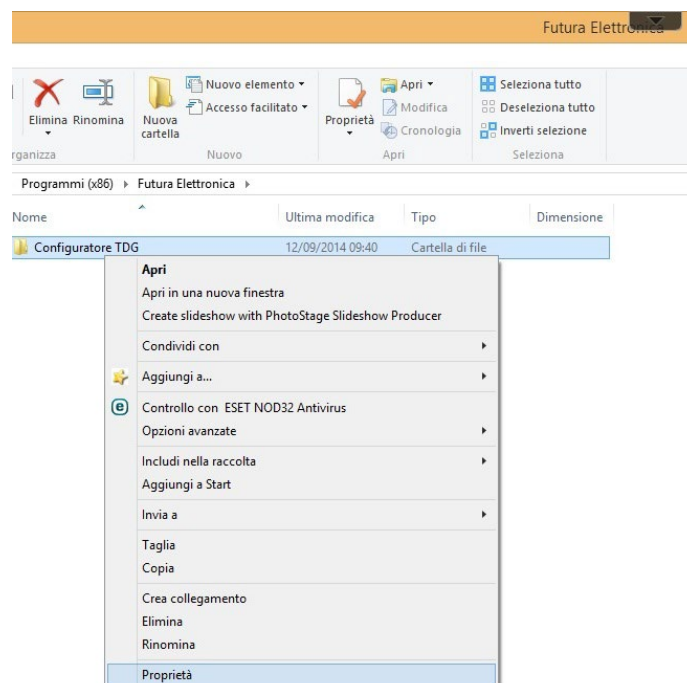 Futura Elettronica
Elimina Rinomina
Nuova cartella
Nuovo elemento
Accesso facilitato
Proprietà
Apri
Modifica
Cronologia
Seleziona tutto
Deseleziona tutto
Inverti selezione
rganizza
Nuovo
Apri
Seleziona
Programmi (x86) Futura Elettronica
Nome Ultima modifica Tipo Dimensione
Configuratore TDG 12/09/2014 09:40 Cartella di file
Apri
Apri in una nuova finestra
Create slideshow with PhotoStage Slideshow Producer
Condividi con
Aggiungi a...
Controllo con ESET NOD32 Antivirus
Opzioni avanzate
Includi nella raccolta
Aggiungi a Start
Invia a
Taglia
Copia
Crea collegamento
Elimina
Rinomina
Proprietà